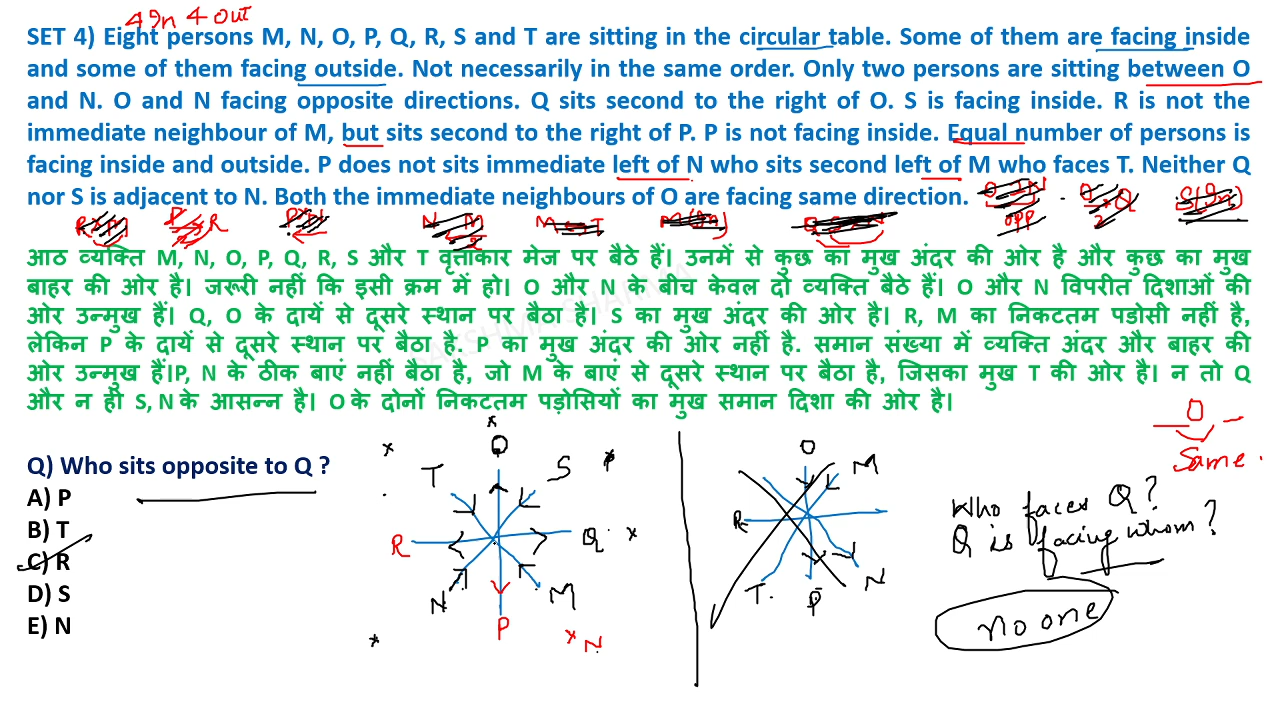 4 In 4 out
SET 4) Eight persons M, N, O, P, Q, R, S and T are sitting in the circular table. Some of them are facing inside
and some of them facing outside. Not necessarily in the same order. Only two persons are sitting between O
and N. O and N facing opposite directions. Q sits second to the right of O. S is facing inside. R is not the
immediate neighbour of M, but sits second to the right of P. P is not facing inside. Equal number of persons is
facing inside and outside. P does not sits immediate left of N who sits second left of M who faces T. Neither Q
nor S is adjacent to N. Both the immediate neighbours of O are facing same direction.
opp
आठ व्यक्ति M, N, O, P, Q, R, S और T वृत्ताकार मेज पर बैठे हैं। उनमें से कुछ का मुख अंदर की ओर है और कुछ का मुख
बाहर की ओर है। जरूरी नहीं कि इसी क्रम में हो। O और N के बीच केवल दो व्यक्ति बैठे हैं। O और N विपरीत दिशाओं की
ओर उन्मुख हैं। Q, O के दायें से दूसरे स्थान पर बैठा है। S का मुख अंदर की ओर है। R, M का निकटतम पडोसी नहीं है,
लेकिन P के दायें से दूसरे स्थान पर बैठा है. P का मुख अंदर की ओर नहीं है. समान संख्या में व्यक्ति अंदर और बाहर की
ओर उन्मुख हैं।P, N के ठीक बाएं नहीं बैठा है, जो M के बाएं से दूसरे स्थान पर बैठा है, जिसका मुख T की ओर है। न तो Q
और न ही S, N के आसन्न है। O के दोनों निकटतम पड़ोसियों का मुख समान दिशा की ओर है।
O
Same.
Q) Who sits opposite to Q ?
A) P
B) T
C) R
D) S
E) N
O
T S
R Q
N M
P
N
O
M
R
T. P N
Who faces Q?
Q is facing whom?
no one